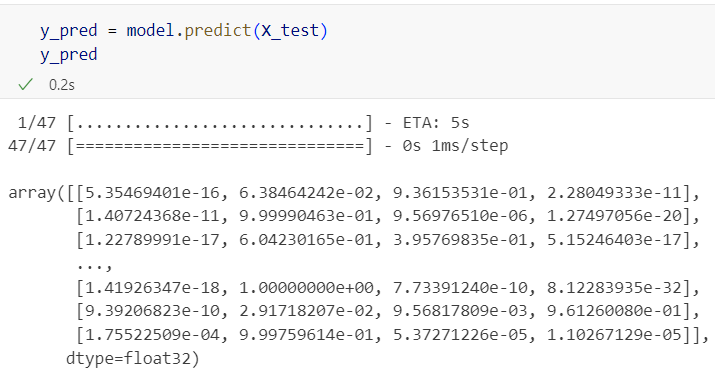 y_pred = model.predict(X_test)
y_pred
0.2s
1/47 [..............................] - ETA: 5s
47/47 [==============================] - 0s 1ms/step
array([[5.35469401e-16, 6.38464242e-02, 9.36153531e-01, 2.28049333e-11],
[1.40724368e-11, 9.99990463e-01, 9.56976510e-06, 1.27497056e-20],
[1.22789991e-17, 6.04230165e-01, 3.95769835e-01, 5.15246403e-17],
...,
[1.41926347e-18, 1.00000000e+00, 7.73391240e-10, 8.12283935e-32],
[9.39206823e-10, 2.91718207e-02, 9.56817809e-03, 9.61260080e-01],
[1.75522509e-04, 9.99759614e-01, 5.37271226e-05, 1.10267129e-05]],
dtype=float32)